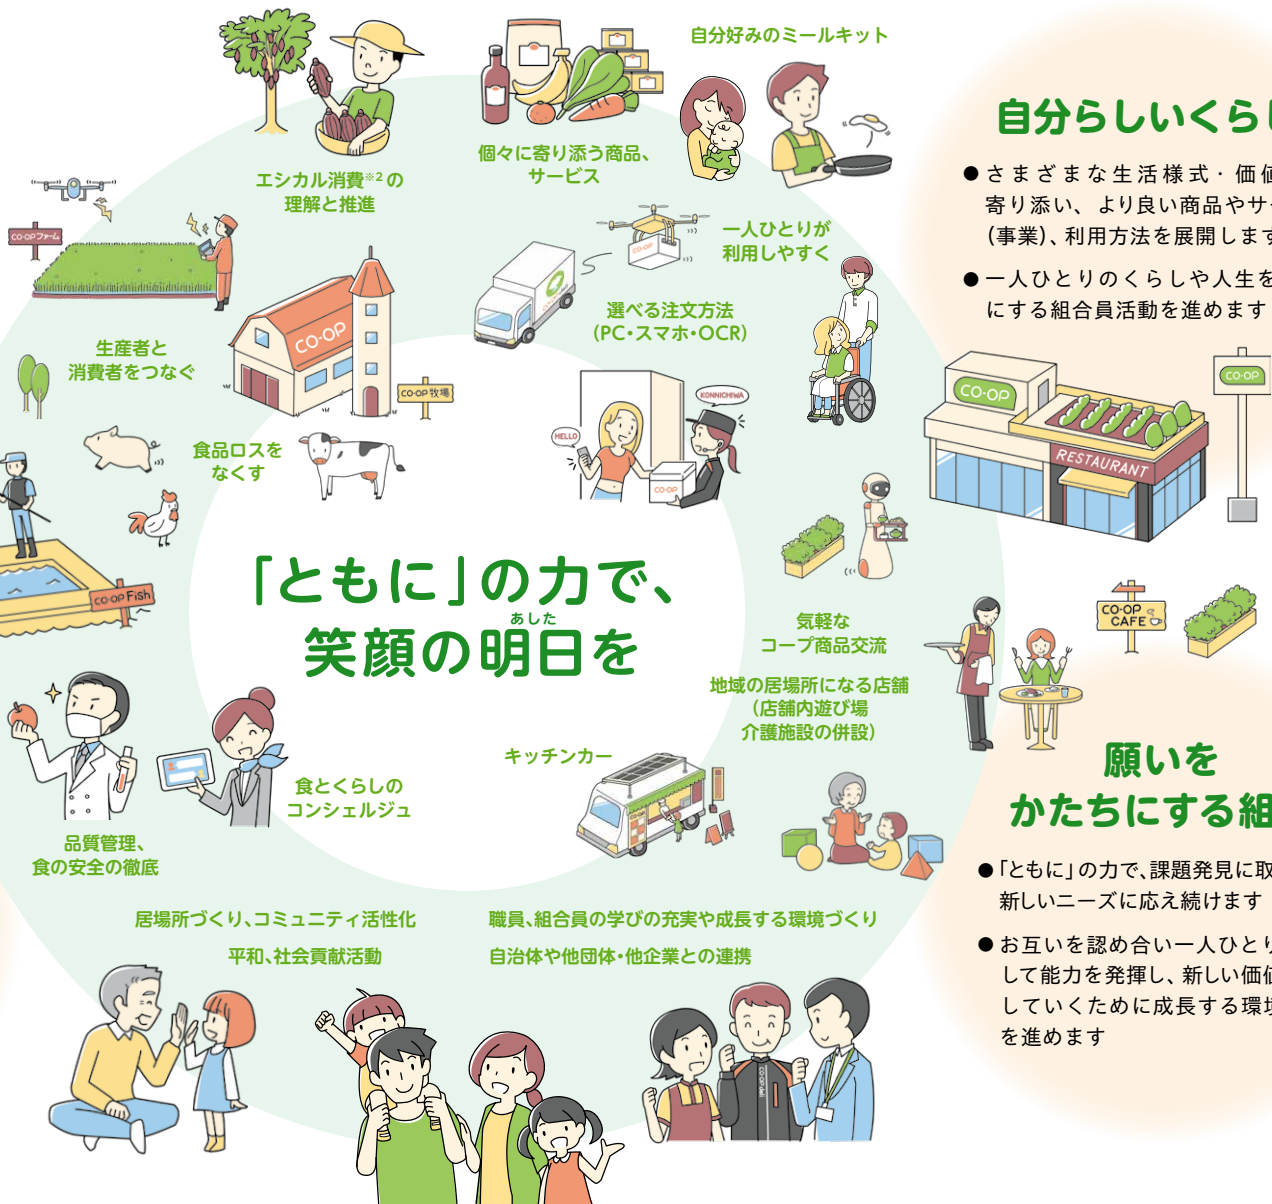 自分好みのミールキット
個々に寄り添う商品、
サービス
エシカル消費※2の
理解と推進
一人ひとりが
利用しやすく
CO-OP
CO-OPファーム
選べる注文方法
(PC・スマホ・OCR)
生産者と
消費者をつなぐ
CO-OP
CO-OP牧場
食品ロスを
なくす
KONNICHIWA
HELLO
CO-OP
「ともに」の力で、
あした
笑顔の明日を
CO-OP Fish
気軽な
コープ商品交流
地域の居場所になる店舗
(店舗内遊び場
介護施設の併設)
キッチンカー
食とくらしの
コンシェルジュ
品質管理、
食の安全の徹底
居場所づくり、コミュニティ活性化
平和、社会貢献活動
職員、組合員の学びの充実や成長する環境づくり
自治体や他団体・他企業との連携
CO-OP deli
自分らしいくらし
●さまざまな生活様式・価値
寄り添い、より良い商品やサー
(事業)、利用方法を展開します
●一人ひとりのくらしや人生を
にする組合員活動を進めます
CO-OP
CO-OP
RESTAURANT
CO-OP
CAFE
願いを
かたちにする組
●「ともに」の力で、課題発見に取
新しいニーズに応え続けます
●お互いを認め合い一人ひとり
して能力を発揮し、新しい価値
していくために成長する環境
を進めます